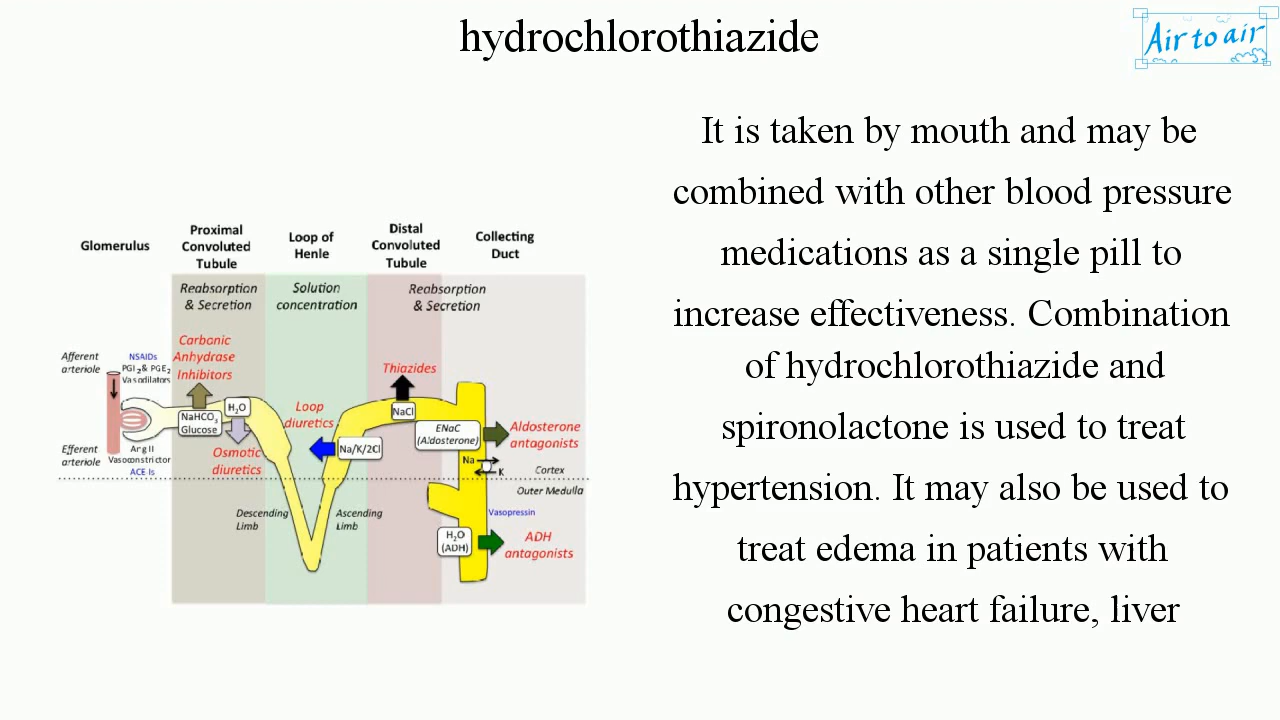 hydrochlorothiazide
Air to air
It is taken by mouth and may be
combined with other blood pressure
medications as a single pill to
increase effectiveness. Combination
of hydrochlorothiazide and
spironolactone is used to treat
hypertension. It may also be used to
treat edema in patients with
congestive heart failure, liver
Glomerulus
Proximal
Convoluted
Tubule
Loop of
Henle
Distal
Convoluted
Tubule
Collecting
Duct
Reabsorption
& Secretion
Solution
concentration
Reabsorption
& Secretion
Carbonic
Anhydrase
Inhibitors
Afferent
arteriole
NSAIDs
PGI2 & PGE2
Vasodilators
NaHCO3
Glucose
H2O
Osmotic
diuretics
Efferent
arteriole
Arg II
Vasoconstrictor
ACE Is
Loop
diuretics
Na/K/2Cl
Thiazides
NaCl
ENaC
(Aldosterone)
Aldosterone
antagonists
Na
K
Cortex
Outer Medulla
Descending
Limb
Ascending
Limb
Vasopressin
H2O
(ADH)
ADH
antagonists